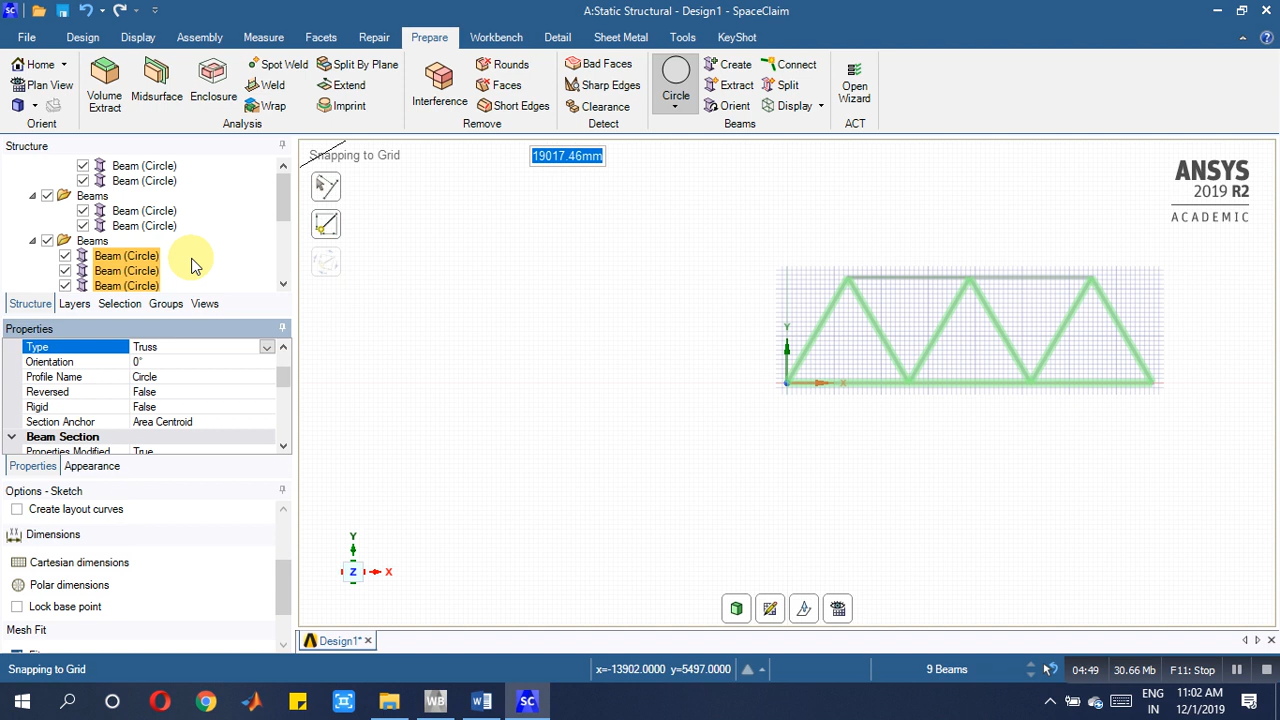 A:Static Structural - Design1 - SpaceClaim
File Design Display Assembly Measure Facets Repair Prepare Workbench Detail Sheet Metal Tools KeyShot
Home
Plan View
Orient
Volume Extract
Midsurface
Enclosure
Spot Weld
Weld
Wrap
Split By Plane
Extend
Imprint
Analysis
Interference
Rounds
Faces
Short Edges
Remove
Bad Faces
Sharp Edges
Clearance
Detect
Circle
Create
Extract
Orient
Connect
Split
Display
Beams
Open Wizard
ACT
Structure
Beam (Circle)
Beam (Circle)
Beams
Beam (Circle)
Beam (Circle)
Beams
Beam (Circle)
Beam (Circle)
Beam (Circle)
Structure Layers Selection Groups Views
Properties
Type Truss
Orientation 0°
Profile Name Circle
Reversed False
Rigid False
Section Anchor Area Centroid
Beam Section
Properties Modified True
Properties Appearance
Options - Sketch
Create layout curves
Dimensions
Cartesian dimensions
Polar dimensions
Lock base point
Mesh Fit
Snapping to Grid
19017.46mm
ANSYS
2019 R2
ACADEMIC
Y
X
Y
Z X
Design1*
Snapping to Grid x=-13902.0000 y=5497.0000 9 Beams 04:49 30.66 Mb F11: Stop
WB SC
ENG
IN
11:02 AM
12/1/2019